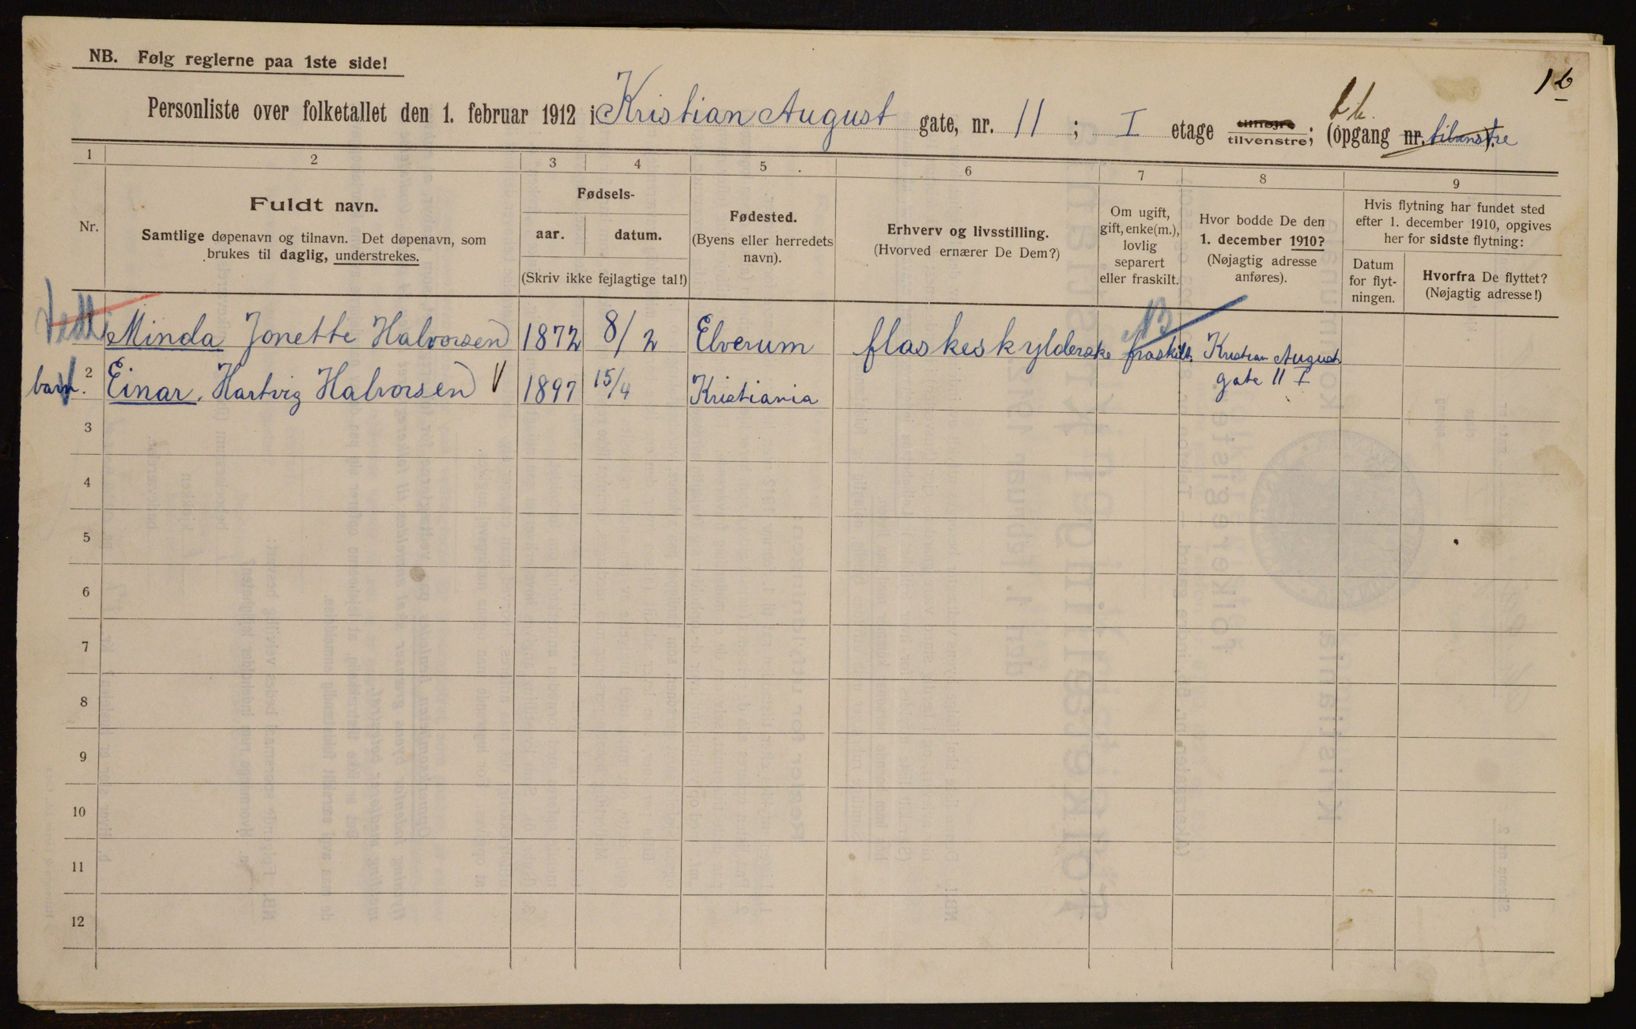 NB. Følg reglerne paa 1ste side!
16
Personliste over folketallet den 1. februar 1912 i Kristian August gate, nr. 11 ; I etage tilhøjre tilvenstre; (opgang nr. tilvenstre
1 2 3 4 5 6 7 8 9
Nr.
Fuldt navn.
Samtlige døpenavn og tilnavn. Det døpenavn, som
brukes til daglig, understrekes.
Fødsels-
aar. datum.
(Skriv ikke fejlagtige tal!)
Fødested.
(Byens eller herredets
navn).
Erhverv og livsstilling.
(Hvorved ernærer De Dem?)
Om ugift,
gift, enke(m.),
lovlig
separert
eller fraskilt.
Hvor bodde De den
1. december 1910?
(Nøjagtig adresse
anføres).
Hvis flytning har fundet sted
efter 1. december 1910, opgives
her for sidste flytning:
Datum
for flyt-
ningen.
Hvorfra De flyttet?
(Nøjagtig adresse!)
Minda Jonette Halvorsen 1872 8/2 Elverum flaskeskylderske fraskilt. Kristian August
gate 11 I
barn. 2 Einar, Hartvig Halvorsen 1897 15/4 Kristiania
3
4
5
6
7
8
9
10
11
12